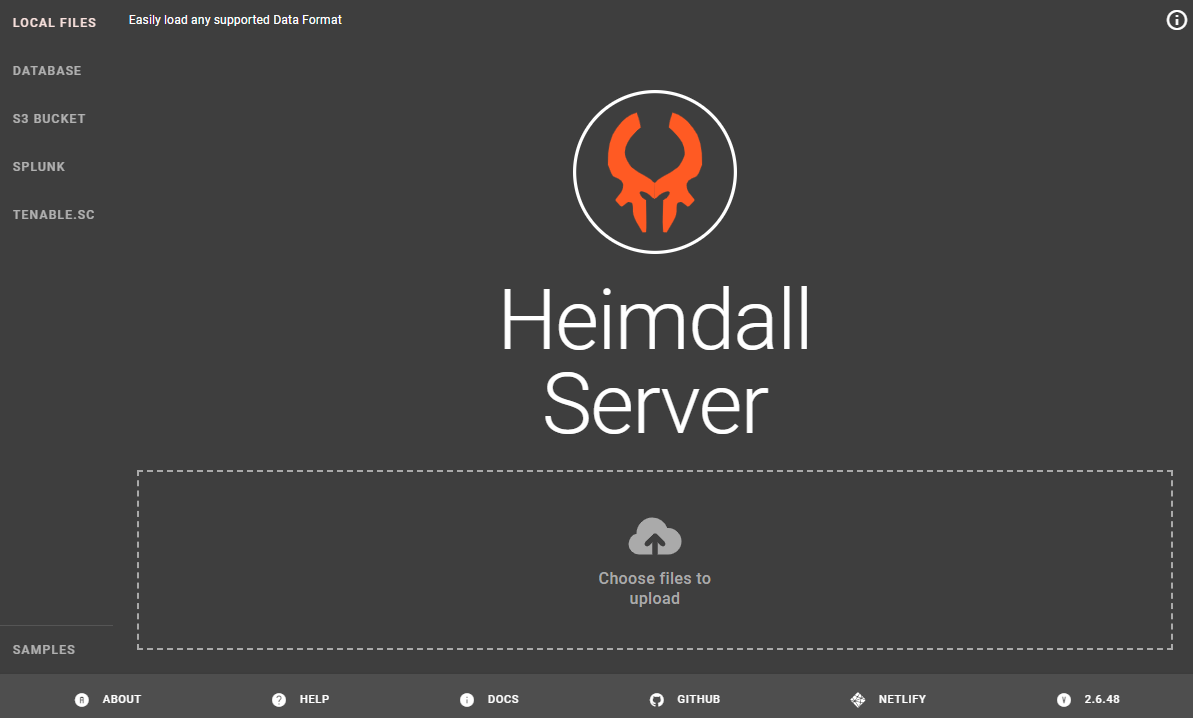 LOCAL FILES
Easily load any supported Data Format
DATABASE
S3 BUCKET
SPLUNK
TENABLE.SC
Heimdall
Server
Choose files to
upload
SAMPLES
ABOUT
HELP
DOCS
GITHUB
NETLIFY
2.6.48